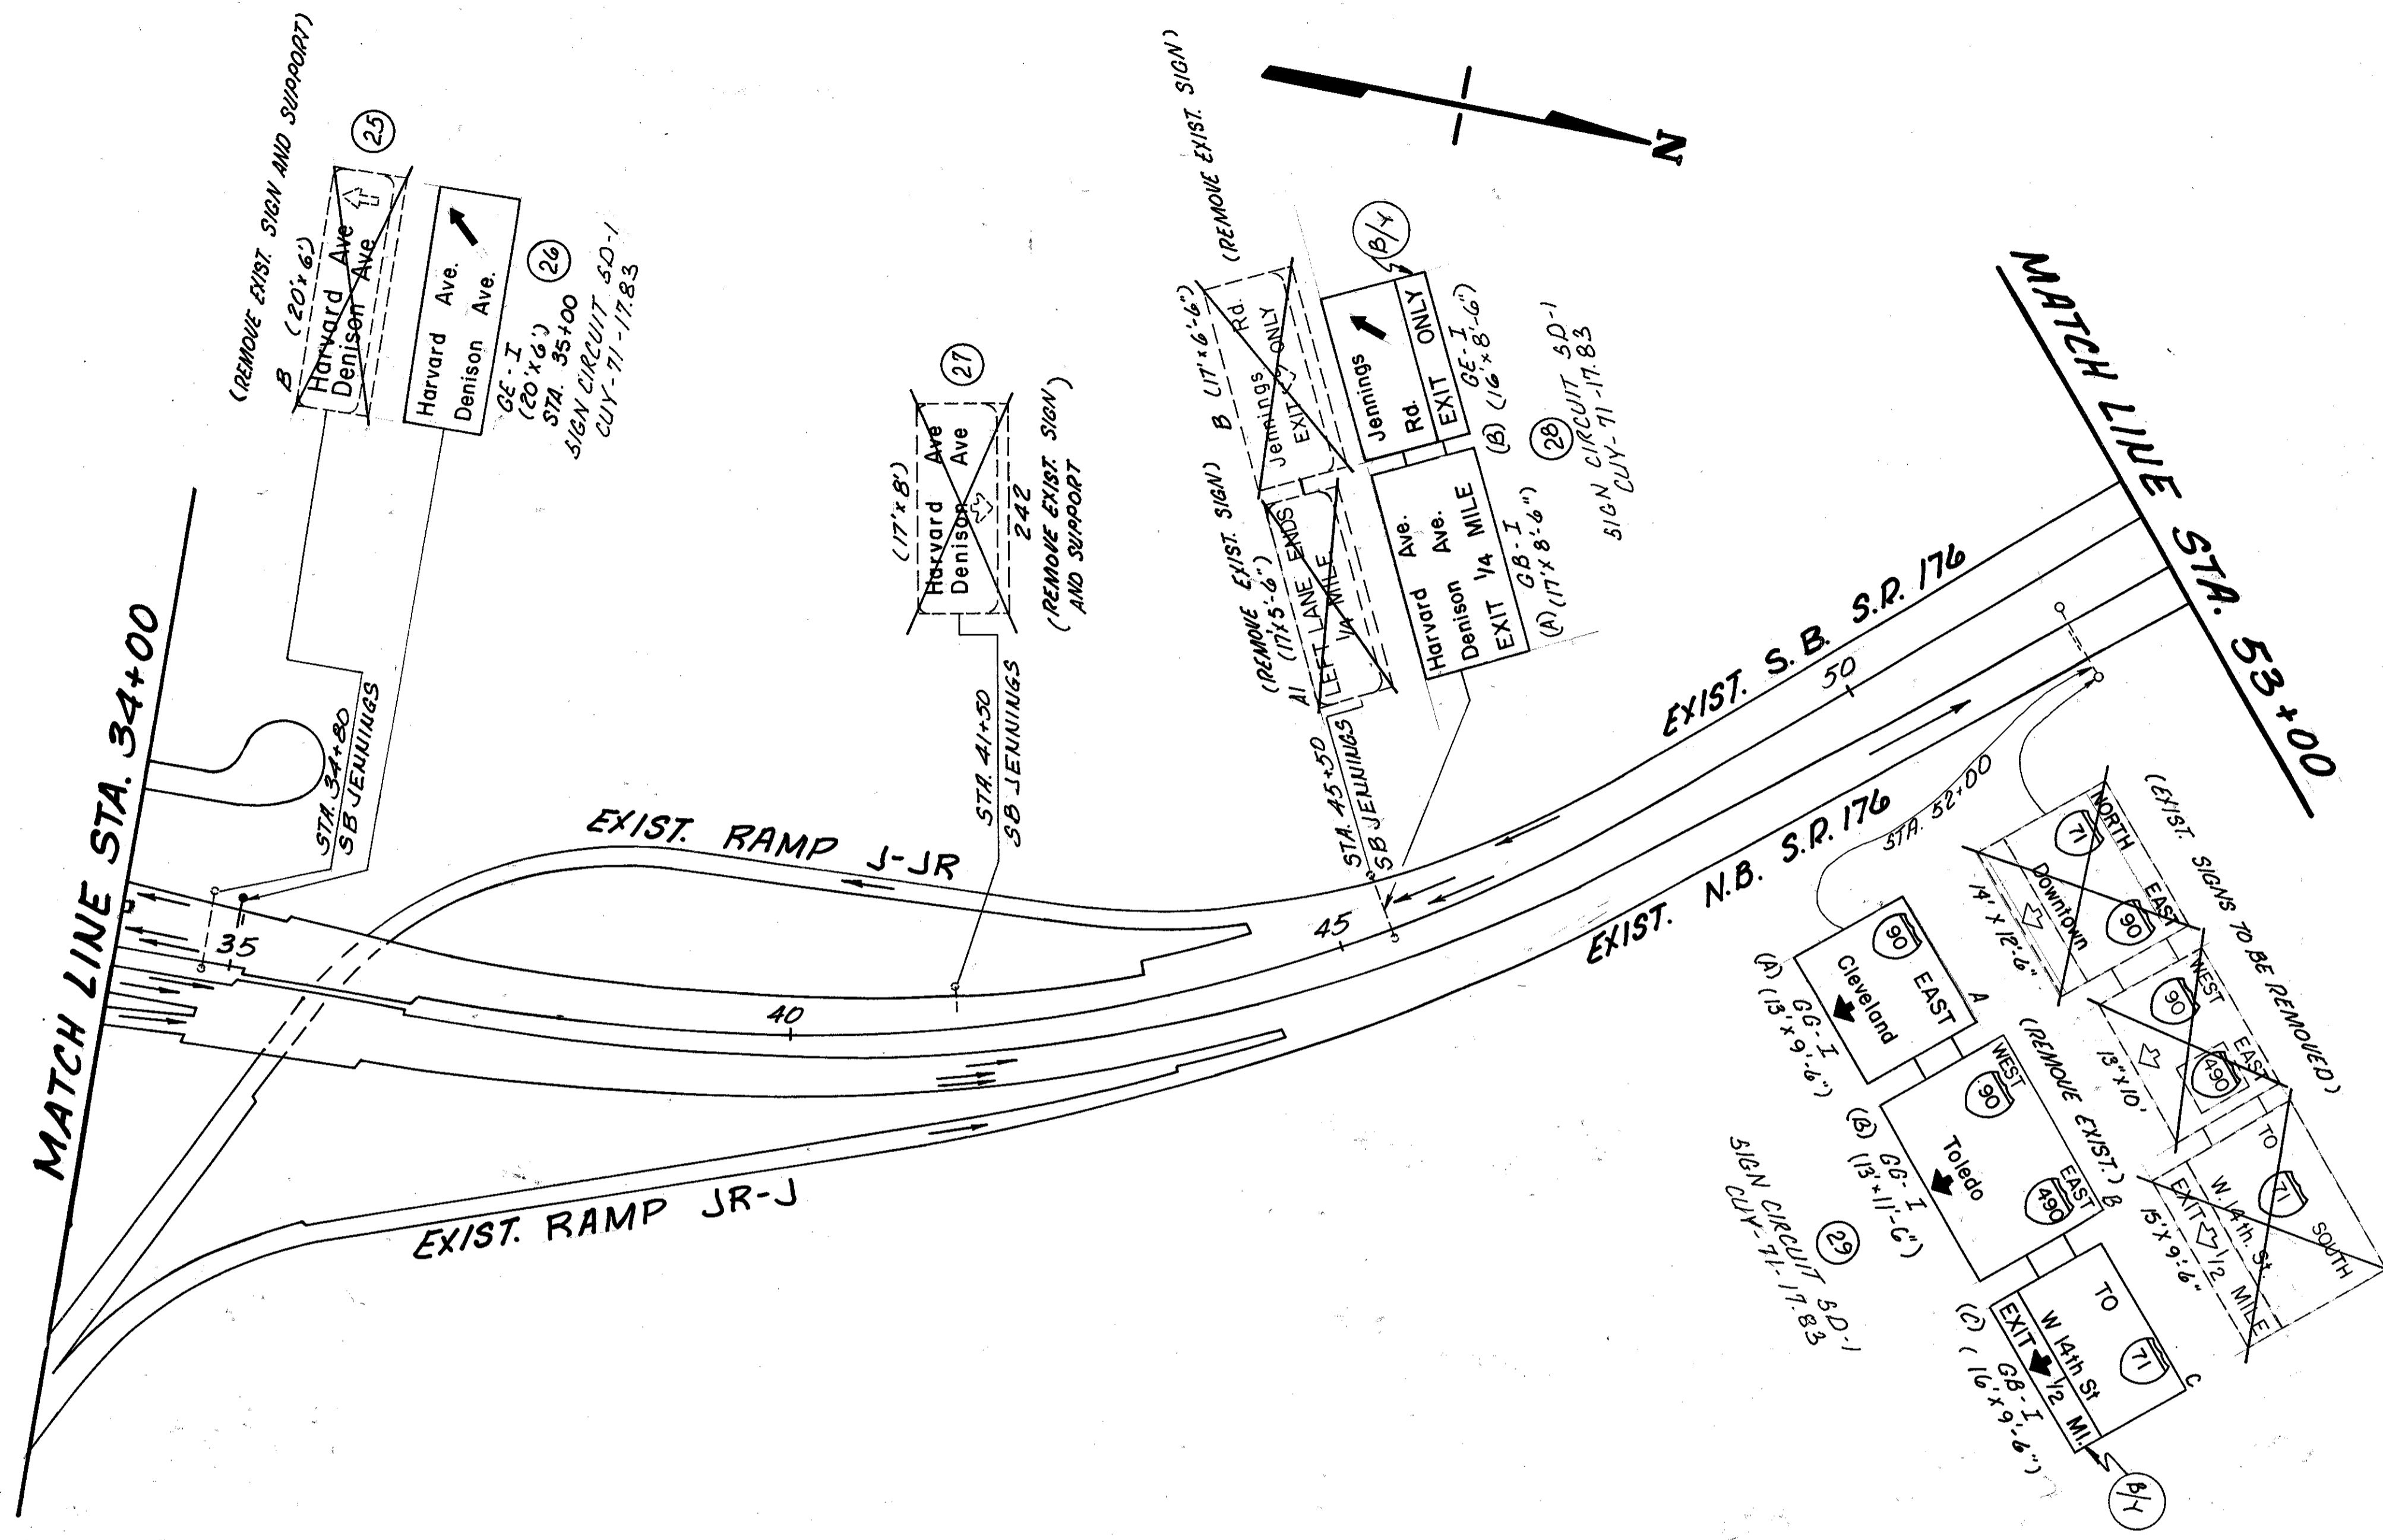 MATCH LINE STA. 34+00
(REMOVE EXIST. SIGN AND SUPPORT)
B (20'x6')
Harvard Ave
Denison Ave
25
Harvard Ave.
Denison Ave.
GE-I
(20'x6')
STA. 35+00
26
SIGN CIRCUIT SD-1
CUY-71-17.83
STA. 34+80
SB JENNINGS
35
(17'x8')
Harvard Ave
Denison Ave
27
242
(REMOVE EXIST. SIGN
AND SUPPORT)
STA. 41+50
SB JENNINGS
EXIST. RAMP J-JR
40
EXIST. RAMP JR-J
(REMOVE EXIST. SIGN)
A1 (17'x5'-6")
LEFT LANE ENDS
1/4 MILE
(REMOVE EXIST. SIGN)
B (17'x6'-6")
Jennings Rd.
EXIT ONLY
B/Y
Jennings
Rd.
EXIT ONLY
GE-I
(B) (16'x8'-6")
Harvard Ave.
Denison Ave.
EXIT 1/4 MILE
GB-I
(A) (17'x8'-6")
28
SIGN CIRCUIT SD-1
CUY-71-17.83
STA. 45+50
SB JENNINGS
45
N
EXIST. S.B. S.R. 176
50
EXIST. N.B. S.R. 176
MATCH LINE STA. 53+00
STA. 52+00
(EXIST. SIGNS TO BE REMOVED)
NORTH EAST
71 90
Downtown
14' X 12'-6"
WEST EAST
90 490
13"x10'
TO 71 SOUTH
W. 14th. St.
EXIT 1/2 MILE
15'X 9'-6"
A
90 EAST
Cleveland
GG-I
(A) (13'x9'-6")
(REMOVE EXIST.) B
WEST EAST
90 490
Toledo
GG-I
(B) (13'x11'-6")
C
TO 71
W 14th St
EXIT 1/2 MI.
GB-I
(C) (16'x9'-6")
B/Y
29
SIGN CIRCUIT SD-1
CUY-71-17.83